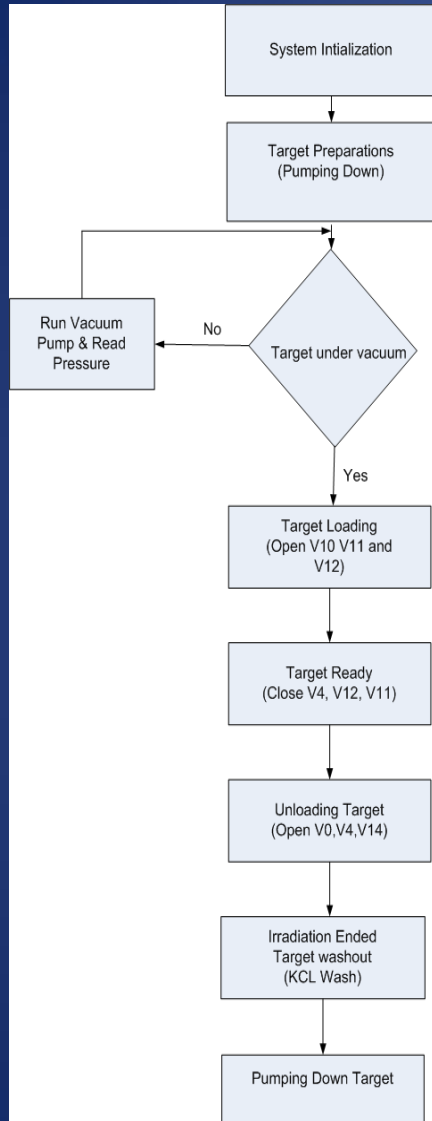 System Intialization
Target Preparations
(Pumping Down)
Run Vacuum
Pump & Read
Pressure
No
Target under vacuum
Yes
Target Loading
(Open V10 V11 and
V12)
Target Ready
(Close V4, V12, V11)
Unloading Target
(Open V0,V4,V14)
Irradiation Ended
Target washout
(KCL Wash)
Pumping Down Target